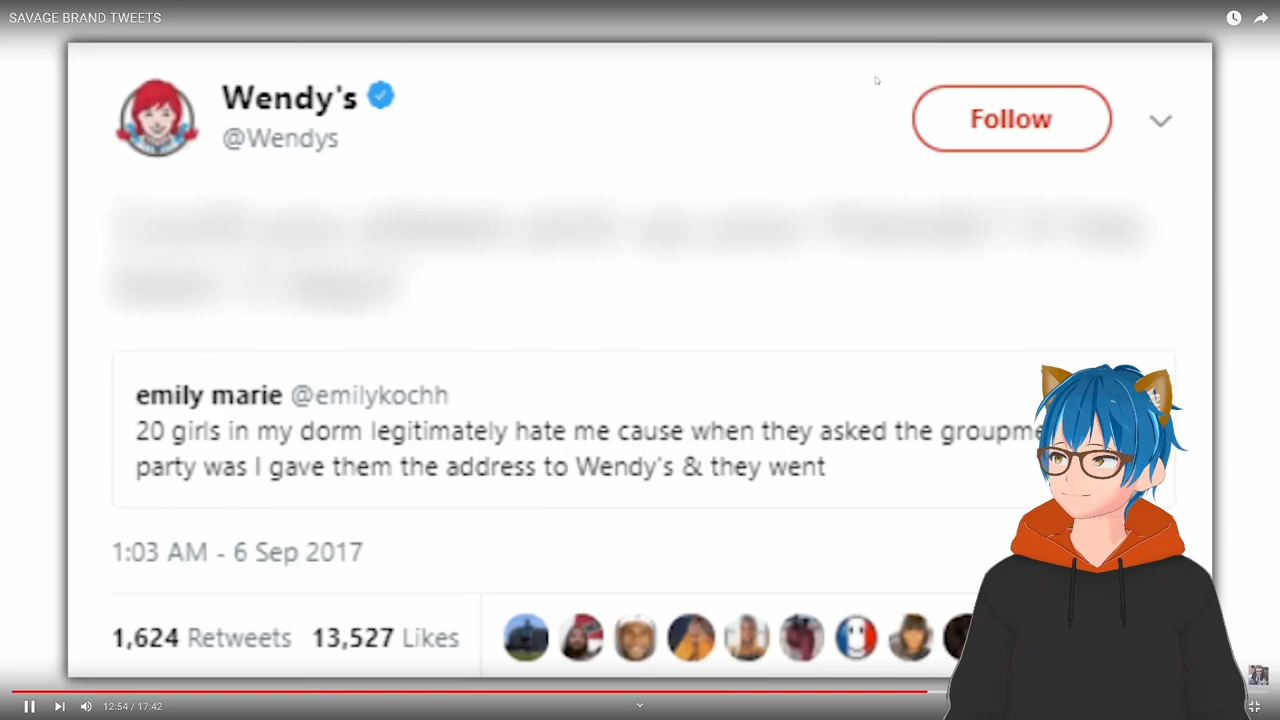 SAVAGE BRAND TWEETS
Wendy's
@Wendys
Follow
emily marie @emilykochh
20 girls in my dorm legitimately hate me cause when they asked the groupme
party was I gave them the address to Wendy's & they went
1:03 AM - 6 Sep 2017
1,624 Retweets 13,527 Likes
12:54 / 17:42